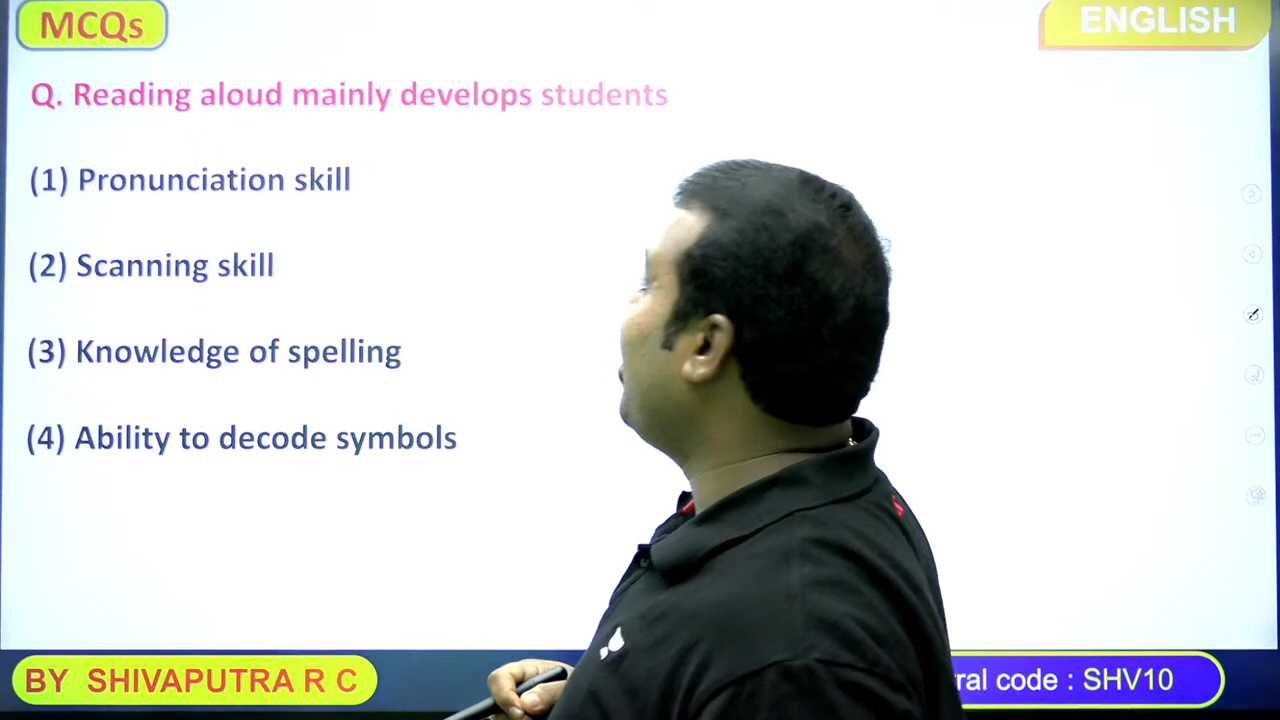 MCQs
ENGLISH
Q. Reading aloud mainly develops students
(1) Pronunciation skill
(2) Scanning skill
(3) Knowledge of spelling
(4) Ability to decode symbols
BY SHIVAPUTRA R C
code : SHV10